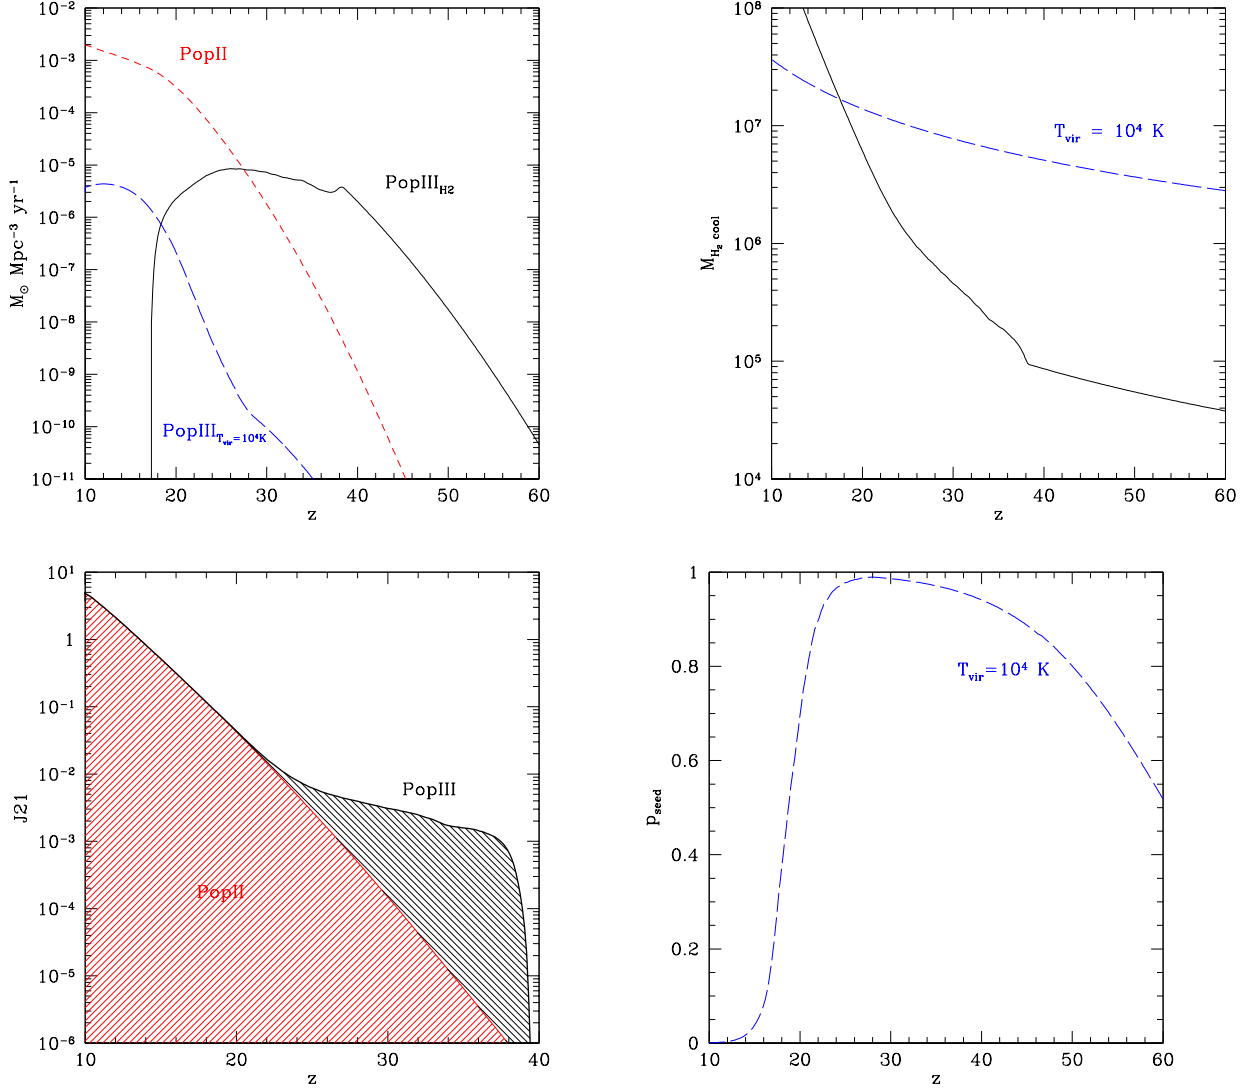 10⁻²
10⁻³
10⁻⁴
10⁻⁵
10⁻⁶
10⁻⁷
10⁻⁸
10⁻⁹
10⁻¹⁰
10⁻¹¹
M☉ Mpc⁻³ yr⁻¹
PopII
PopIII_H2
PopIII_Tvir=10⁴K
10 20 30 40 50 60
z
10⁸
10⁷
10⁶
10⁵
10⁴
M_H₂ cool
T_vir = 10⁴ K
10 20 30 40 50 60
z
10¹
1
10⁻¹
10⁻²
10⁻³
10⁻⁴
10⁻⁵
10⁻⁶
J21
PopIII
PopII
10 20 30 40
z
1
0.8
0.6
0.4
0.2
0
p_seed
T_vir=10⁴ K
10 20 30 40 50 60
z